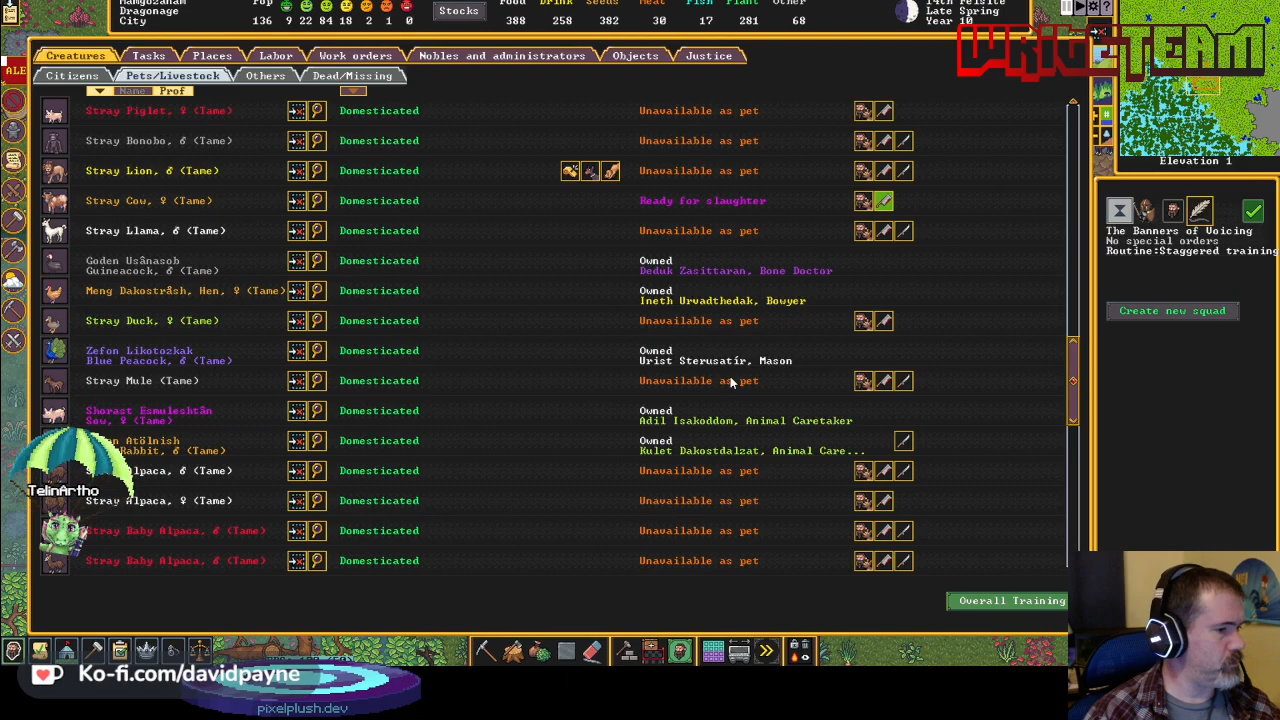 Dragonage
City
Pop
136 9 22 84 18 2 1 0
Stocks
Food Drink Seeds Meat Fish Plant Other
388 258 382 30 17 281 68
14th Felsite
Late Spring
Year 10
WriteTEAM
Elevation 1
ALE
Creatures Tasks Places Labor Work orders Nobles and administrators Objects Justice
Citizens Pets/Livestock Others Dead/Missing
Name Prof
Stray Piglet, ♀ (Tame) Domesticated Unavailable as pet
Stray Bonobo, ♂ (Tame) Domesticated Unavailable as pet
Stray Lion, ♂ (Tame) Domesticated Unavailable as pet
Stray Cow, ♀ (Tame) Domesticated Ready for slaughter
Stray Llama, ♂ (Tame) Domesticated Unavailable as pet
Goden Usânasob Domesticated Owned
Guineacock, ♂ (Tame) Deduk Zasittaran, Bone Doctor
Meng Dakostrâsh, Hen, ♀ (Tame) Domesticated Owned
Ineth Urvadthedak, Bowyer
Stray Duck, ♀ (Tame) Domesticated Unavailable as pet
Zefon Likotozkak Domesticated Owned
Blue Peacock, ♂ (Tame) Urist Sterusatír, Mason
Stray Mule (Tame) Domesticated Unavailable as pet
Shorast Esmuleshtân Domesticated Owned
Sow, ♀ (Tame) Adil Isakoddom, Animal Caretaker
Atölnish Domesticated Owned
Rabbit, ♂ (Tame) Kulet Dakostdalzat, Animal Care...
Alpaca, ♂ (Tame) Domesticated Unavailable as pet
Stray Alpaca, ♀ (Tame) Domesticated Unavailable as pet
Stray Baby Alpaca, ♂ (Tame) Domesticated Unavailable as pet
Stray Baby Alpaca, ♂ (Tame) Domesticated Unavailable as pet
TelinArtho
Overall Training
The Banners of Voicing
No special orders
Routine:Staggered training
Create new squad
Ko-fi.com/davidpayne
pixelplush.dev